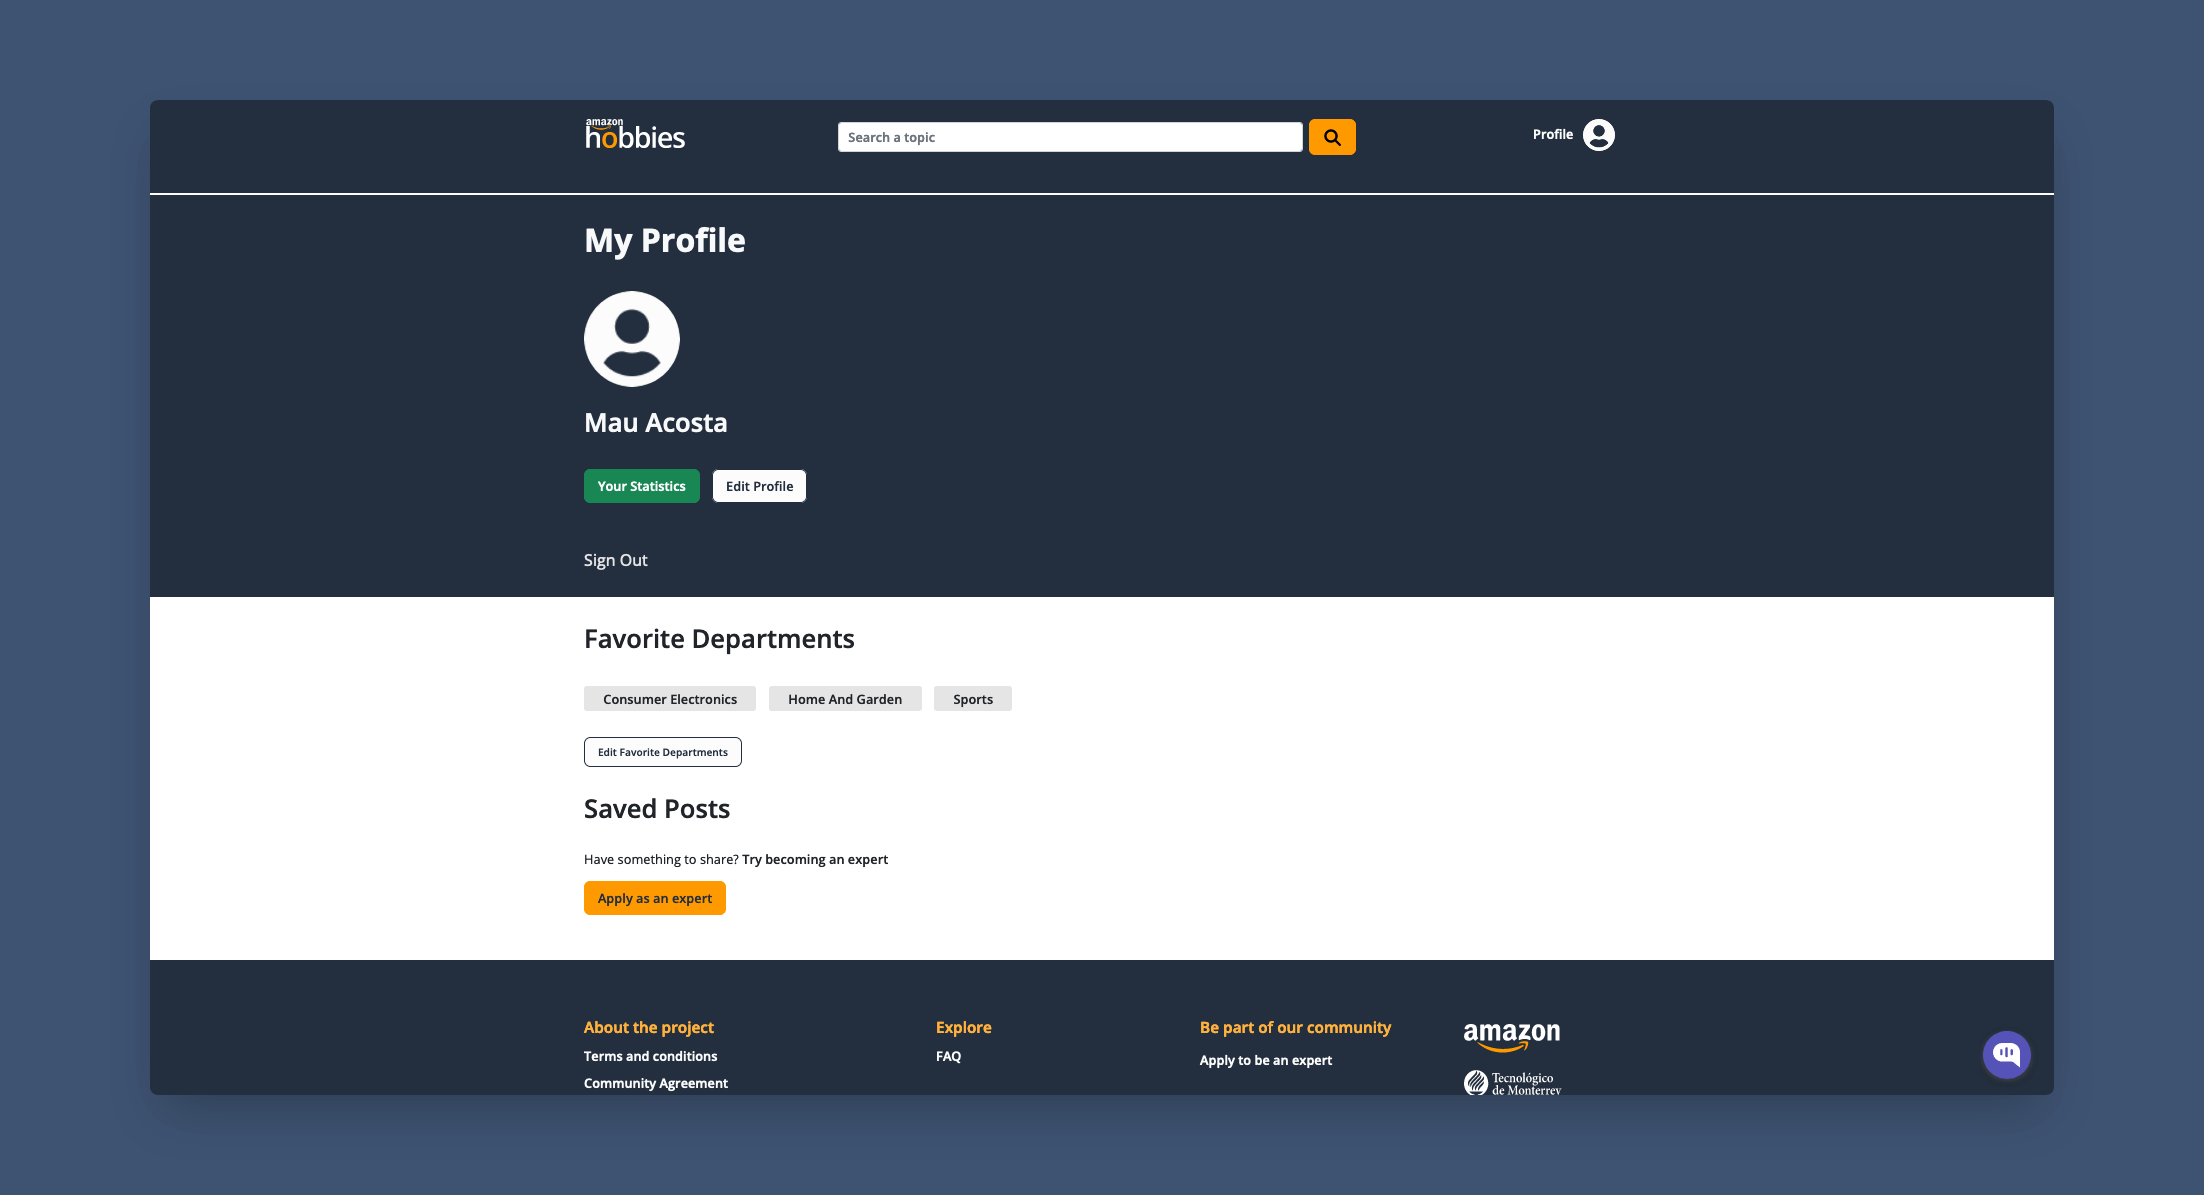 amazon
hobbies
Search a topic
Profile
My Profile
Mau Acosta
Your Statistics
Edit Profile
Sign Out
Favorite Departments
Consumer Electronics
Home And Garden
Sports
Edit Favorite Departments
Saved Posts
Have something to share? Try becoming an expert
Apply as an expert
About the project
Terms and conditions
Community Agreement
Explore
FAQ
Be part of our community
Apply to be an expert
amazon
Tecnológico
de Monterrey